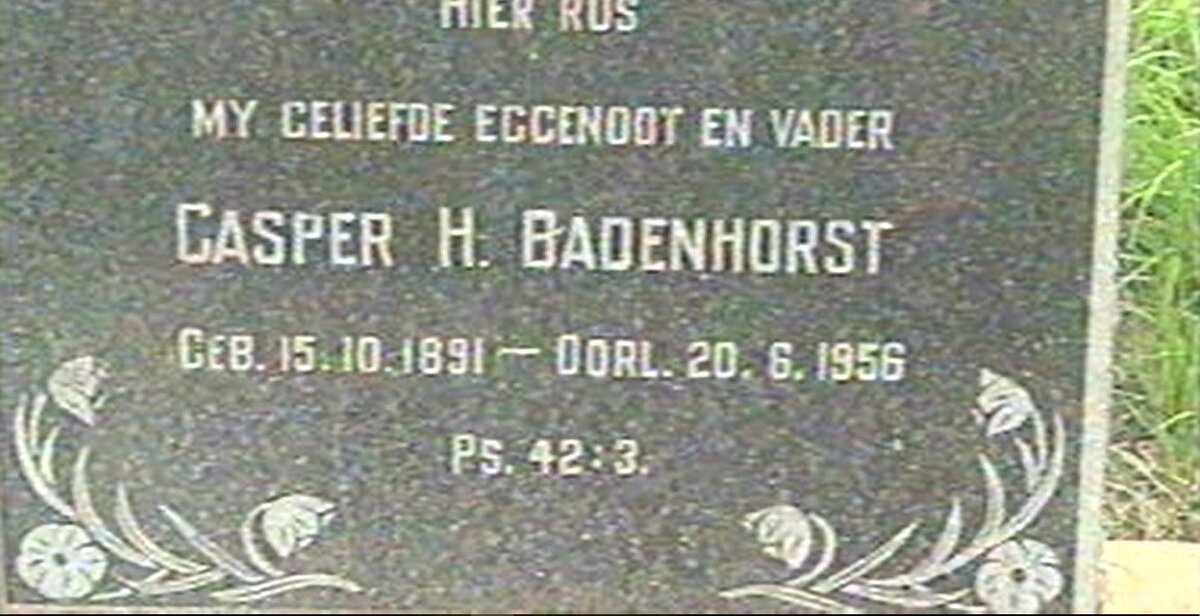 HIER RUS
MY GELIEFDE EGGENOOT EN VADER
CASPER H. BADENHORST
GEB. 15.10.1891 — OORL. 20.6.1956
PS. 42:3.